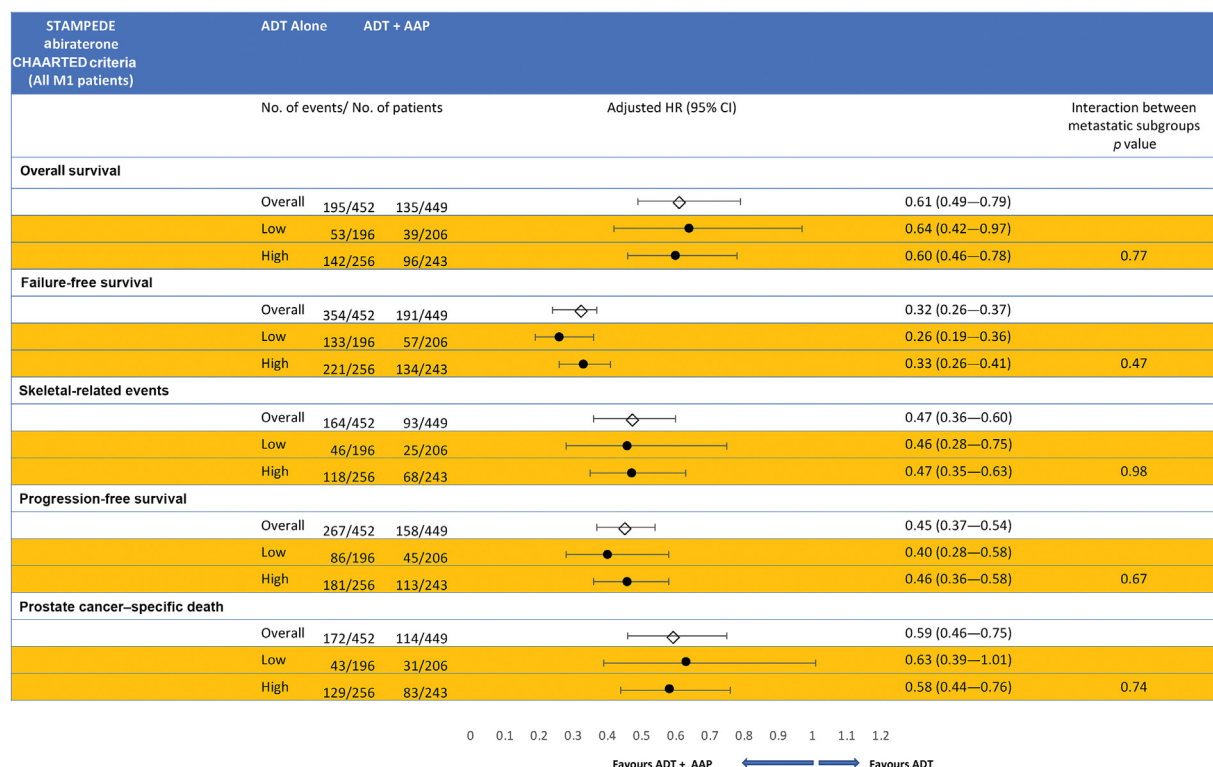 STAMPEDE
abiraterone
CHAARTED criteria
(All M1 patients)
ADT Alone ADT + AAP
No. of events/ No. of patients Adjusted HR (95% CI) Interaction between
metastatic subgroups
p value
Overall survival
Overall 195/452 135/449 0.61 (0.49—0.79)
Low 53/196 39/206 0.64 (0.42—0.97)
High 142/256 96/243 0.60 (0.46—0.78) 0.77
Failure-free survival
Overall 354/452 191/449 0.32 (0.26—0.37)
Low 133/196 57/206 0.26 (0.19—0.36)
High 221/256 134/243 0.33 (0.26—0.41) 0.47
Skeletal-related events
Overall 164/452 93/449 0.47 (0.36—0.60)
Low 46/196 25/206 0.46 (0.28—0.75)
High 118/256 68/243 0.47 (0.35—0.63) 0.98
Progression-free survival
Overall 267/452 158/449 0.45 (0.37—0.54)
Low 86/196 45/206 0.40 (0.28—0.58)
High 181/256 113/243 0.46 (0.36—0.58) 0.67
Prostate cancer–specific death
Overall 172/452 114/449 0.59 (0.46—0.75)
Low 43/196 31/206 0.63 (0.39—1.01)
High 129/256 83/243 0.58 (0.44—0.76) 0.74
0 0.1 0.2 0.3 0.4 0.5 0.6 0.7 0.8 0.9 1 1.2
Favours ADT + AAP Favours ADT